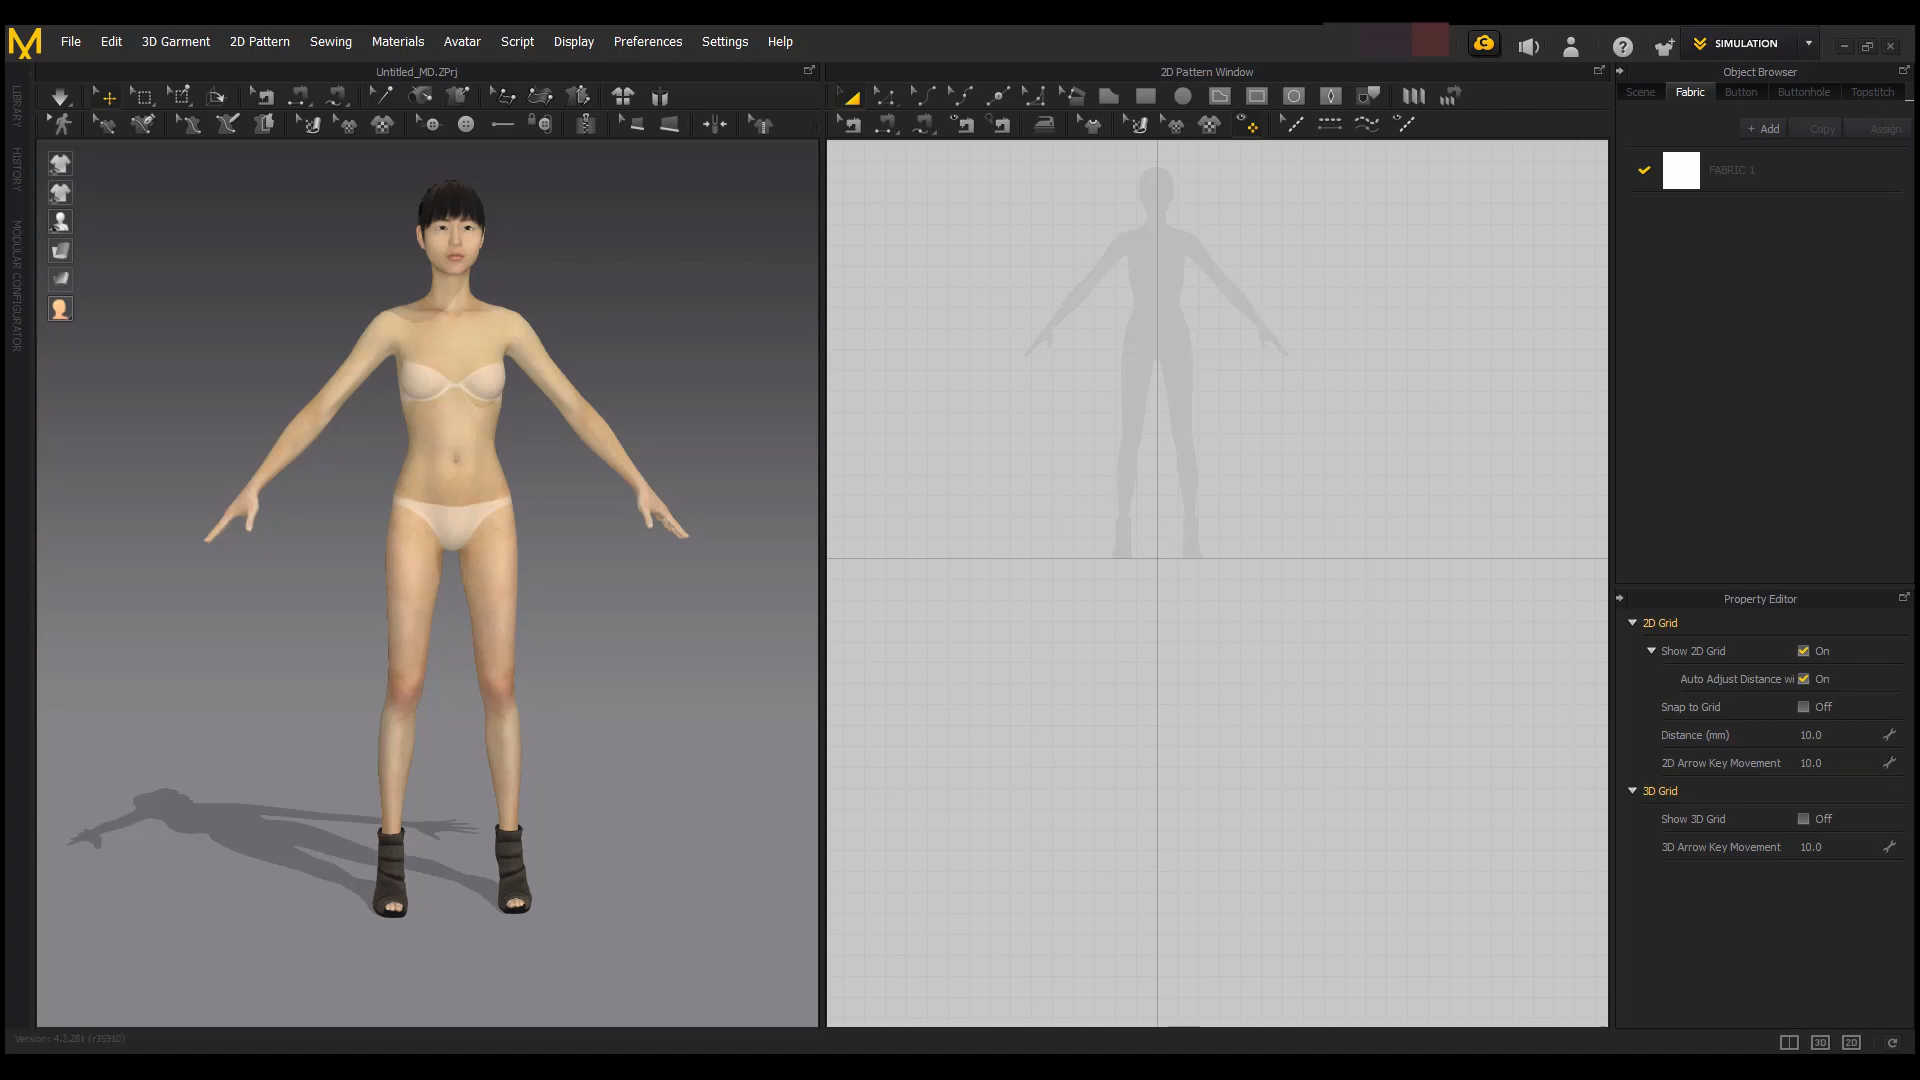 File Edit 3D Garment 2D Pattern Sewing Materials Avatar Script Display Preferences Settings Help
SIMULATION
Untitled_MD.ZPrj
2D Pattern Window
Object Browser
Scene Fabric Button Buttonhole Topstitch
+ Add Copy Assign
FABRIC 1
LIBRARY
HISTORY
MODULAR CONFIGURATOR
Property Editor
2D Grid
Show 2D Grid On
Auto Adjust Distance wi On
Snap to Grid Off
Distance (mm) 10.0
2D Arrow Key Movement 10.0
3D Grid
Show 3D Grid Off
3D Arrow Key Movement 10.0
Version: 4.2.281 (r35910)
3D 2D